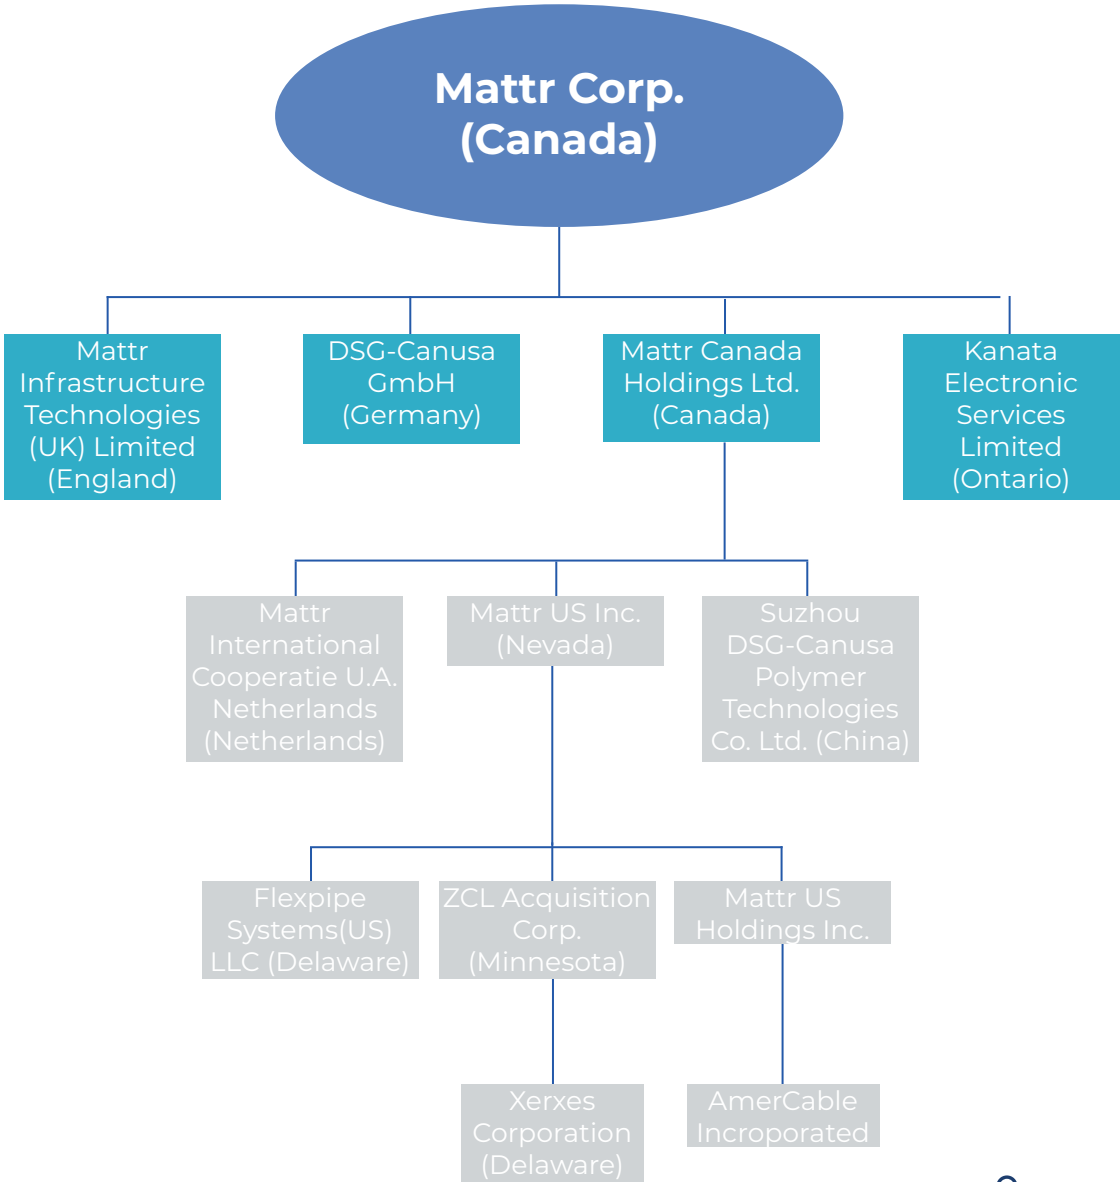 Mattr Corp.
(Canada)
Mattr
Infrastructure
Technologies
(UK) Limited
(England)
DSG-Canusa
GmbH
(Germany)
Mattr Canada
Holdings Ltd.
(Canada)
Kanata
Electronic
Services
Limited
(Ontario)
Mattr
International
Cooperatie U.A.
Netherlands
(Netherlands)
Mattr US Inc.
(Nevada)
Suzhou
DSG-Canusa
Polymer
Technologies
Co. Ltd. (China)
Flexpipe
Systems(US)
LLC (Delaware)
ZCL Acquisition
Corp.
(Minnesota)
Mattr US
Holdings Inc.
Xerxes
Corporation
(Delaware)
AmerCable
Incroporated